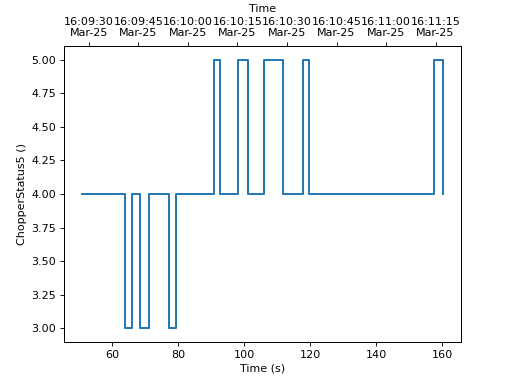 Time
16:09:30 16:09:45 16:10:00 16:10:15 16:10:30 16:10:45 16:11:00 16:11:15
Mar-25 Mar-25 Mar-25 Mar-25 Mar-25 Mar-25 Mar-25 Mar-25
5.00
4.75
4.50
4.25
4.00
3.75
3.50
3.25
3.00
ChopperStatus5 ()
60 80 100 120 140 160
Time (s)